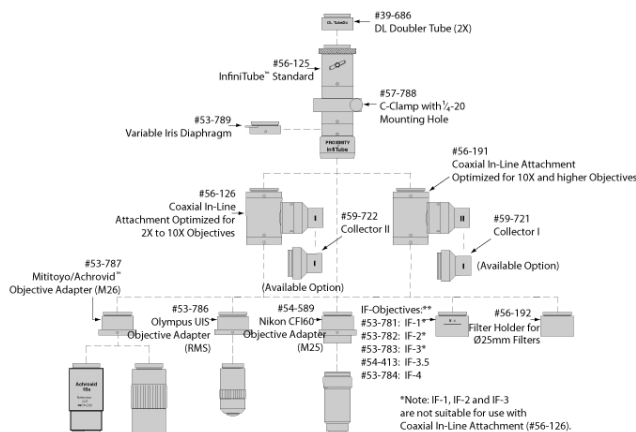 #39-686
DL Doubler Tube (2X)
DL Tube2x
#56-125
InfiniTube™ Standard
#57-788
C-Clamp with ¼-20
Mounting Hole
#53-789
Variable Iris Diaphragm
PROXIMITY
InfiTube
#56-191
Coaxial In-Line Attachment
Optimized for 10X and higher Objectives
#56-126
Coaxial In-Line
Attachment Optimized for
2X to 10X Objectives
I
II
#59-722
Collector II
I
(Available Option)
#59-721
Collector I
I
(Available Option)
#53-787
Mititoyo/Achrovid™
Objective Adapter (M26)
#53-786
Olympus UIS
Objective Adapter
(RMS)
#54-589
Nikon CFI60
Objective Adapter
(M25)
IF-Objectives:**
#53-781: IF-1*
#53-782: IF-2*
#53-783: IF-3*
#54-413: IF-3.5
#53-784: IF-4
#56-192
Filter Holder for
Ø25mm Filters
Achrovid
*Note: IF-1, IF-2 and IF-3
are not suitable for use with
Coaxial In-Line Attachment (#56-126).